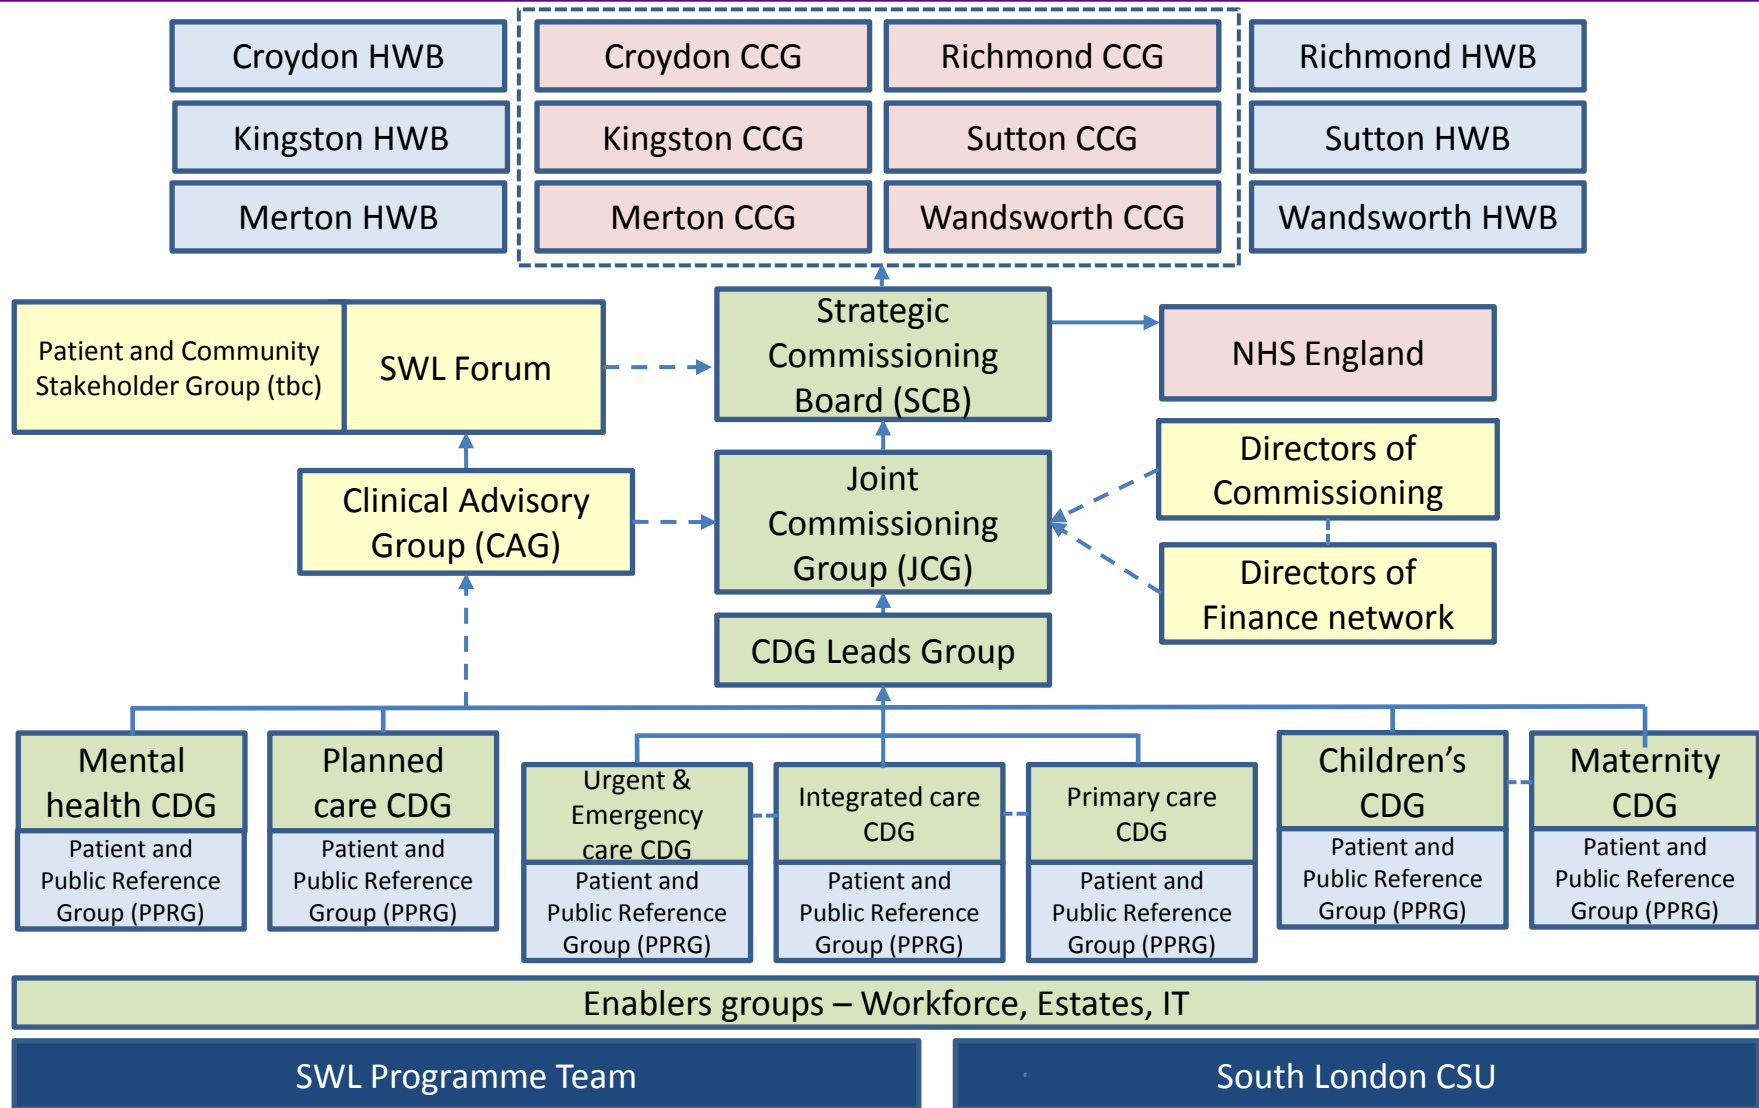 Croydon HWB
Croydon CCG
Richmond CCG
Richmond HWB
Kingston HWB
Kingston CCG
Sutton CCG
Sutton HWB
Merton HWB
Merton CCG
Wandsworth CCG
Wandsworth HWB
Patient and Community
Stakeholder Group (tbc)
SWL Forum
Strategic
Commissioning
Board (SCB)
NHS England
Clinical Advisory
Group (CAG)
Joint
Commissioning
Group (JCG)
Directors of
Commissioning
Directors of
Finance network
CDG Leads Group
Mental
health CDG
Patient and
Public Reference
Group (PPRG)
Planned
care CDG
Patient and
Public Reference
Group (PPRG)
Urgent &
Emergency
care CDG
Patient and
Public Reference
Group (PPRG)
Integrated care
CDG
Patient and
Public Reference
Group (PPRG)
Primary care
CDG
Patient and
Public Reference
Group (PPRG)
Children’s
CDG
Patient and
Public Reference
Group (PPRG)
Maternity
CDG
Patient and
Public Reference
Group (PPRG)
Enablers groups – Workforce, Estates, IT
SWL Programme Team
South London CSU